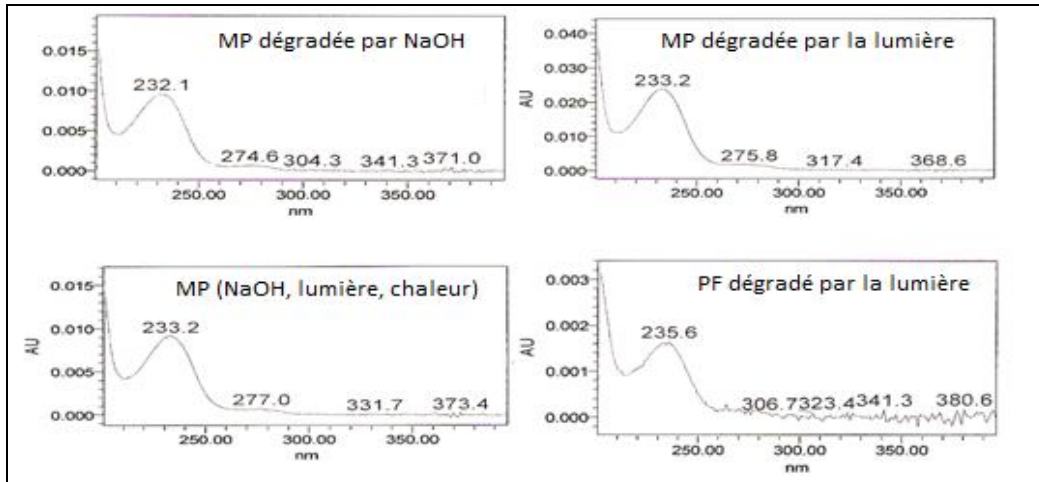 MP dégradée par NaOH
0.015
0.010
0.005
0.000
232.1
274.6 304.3 341.3 371.0
250.00 300.00 350.00
nm
MP dégradée par la lumière
AU
0.040
0.030
0.020
0.010
0.000
233.2
275.8 317.4 368.6
250.00 300.00 350.00
nm
MP (NaOH, lumière, chaleur)
AU
0.015
0.010
0.005
0.000
233.2
277.0 331.7 373.4
250.00 300.00 350.00
nm
PF dégradé par la lumière
AU
0.003
0.002
0.001
0.000
235.6
306.7323.4341.3 380.6
250.00 300.00 350.00
nm